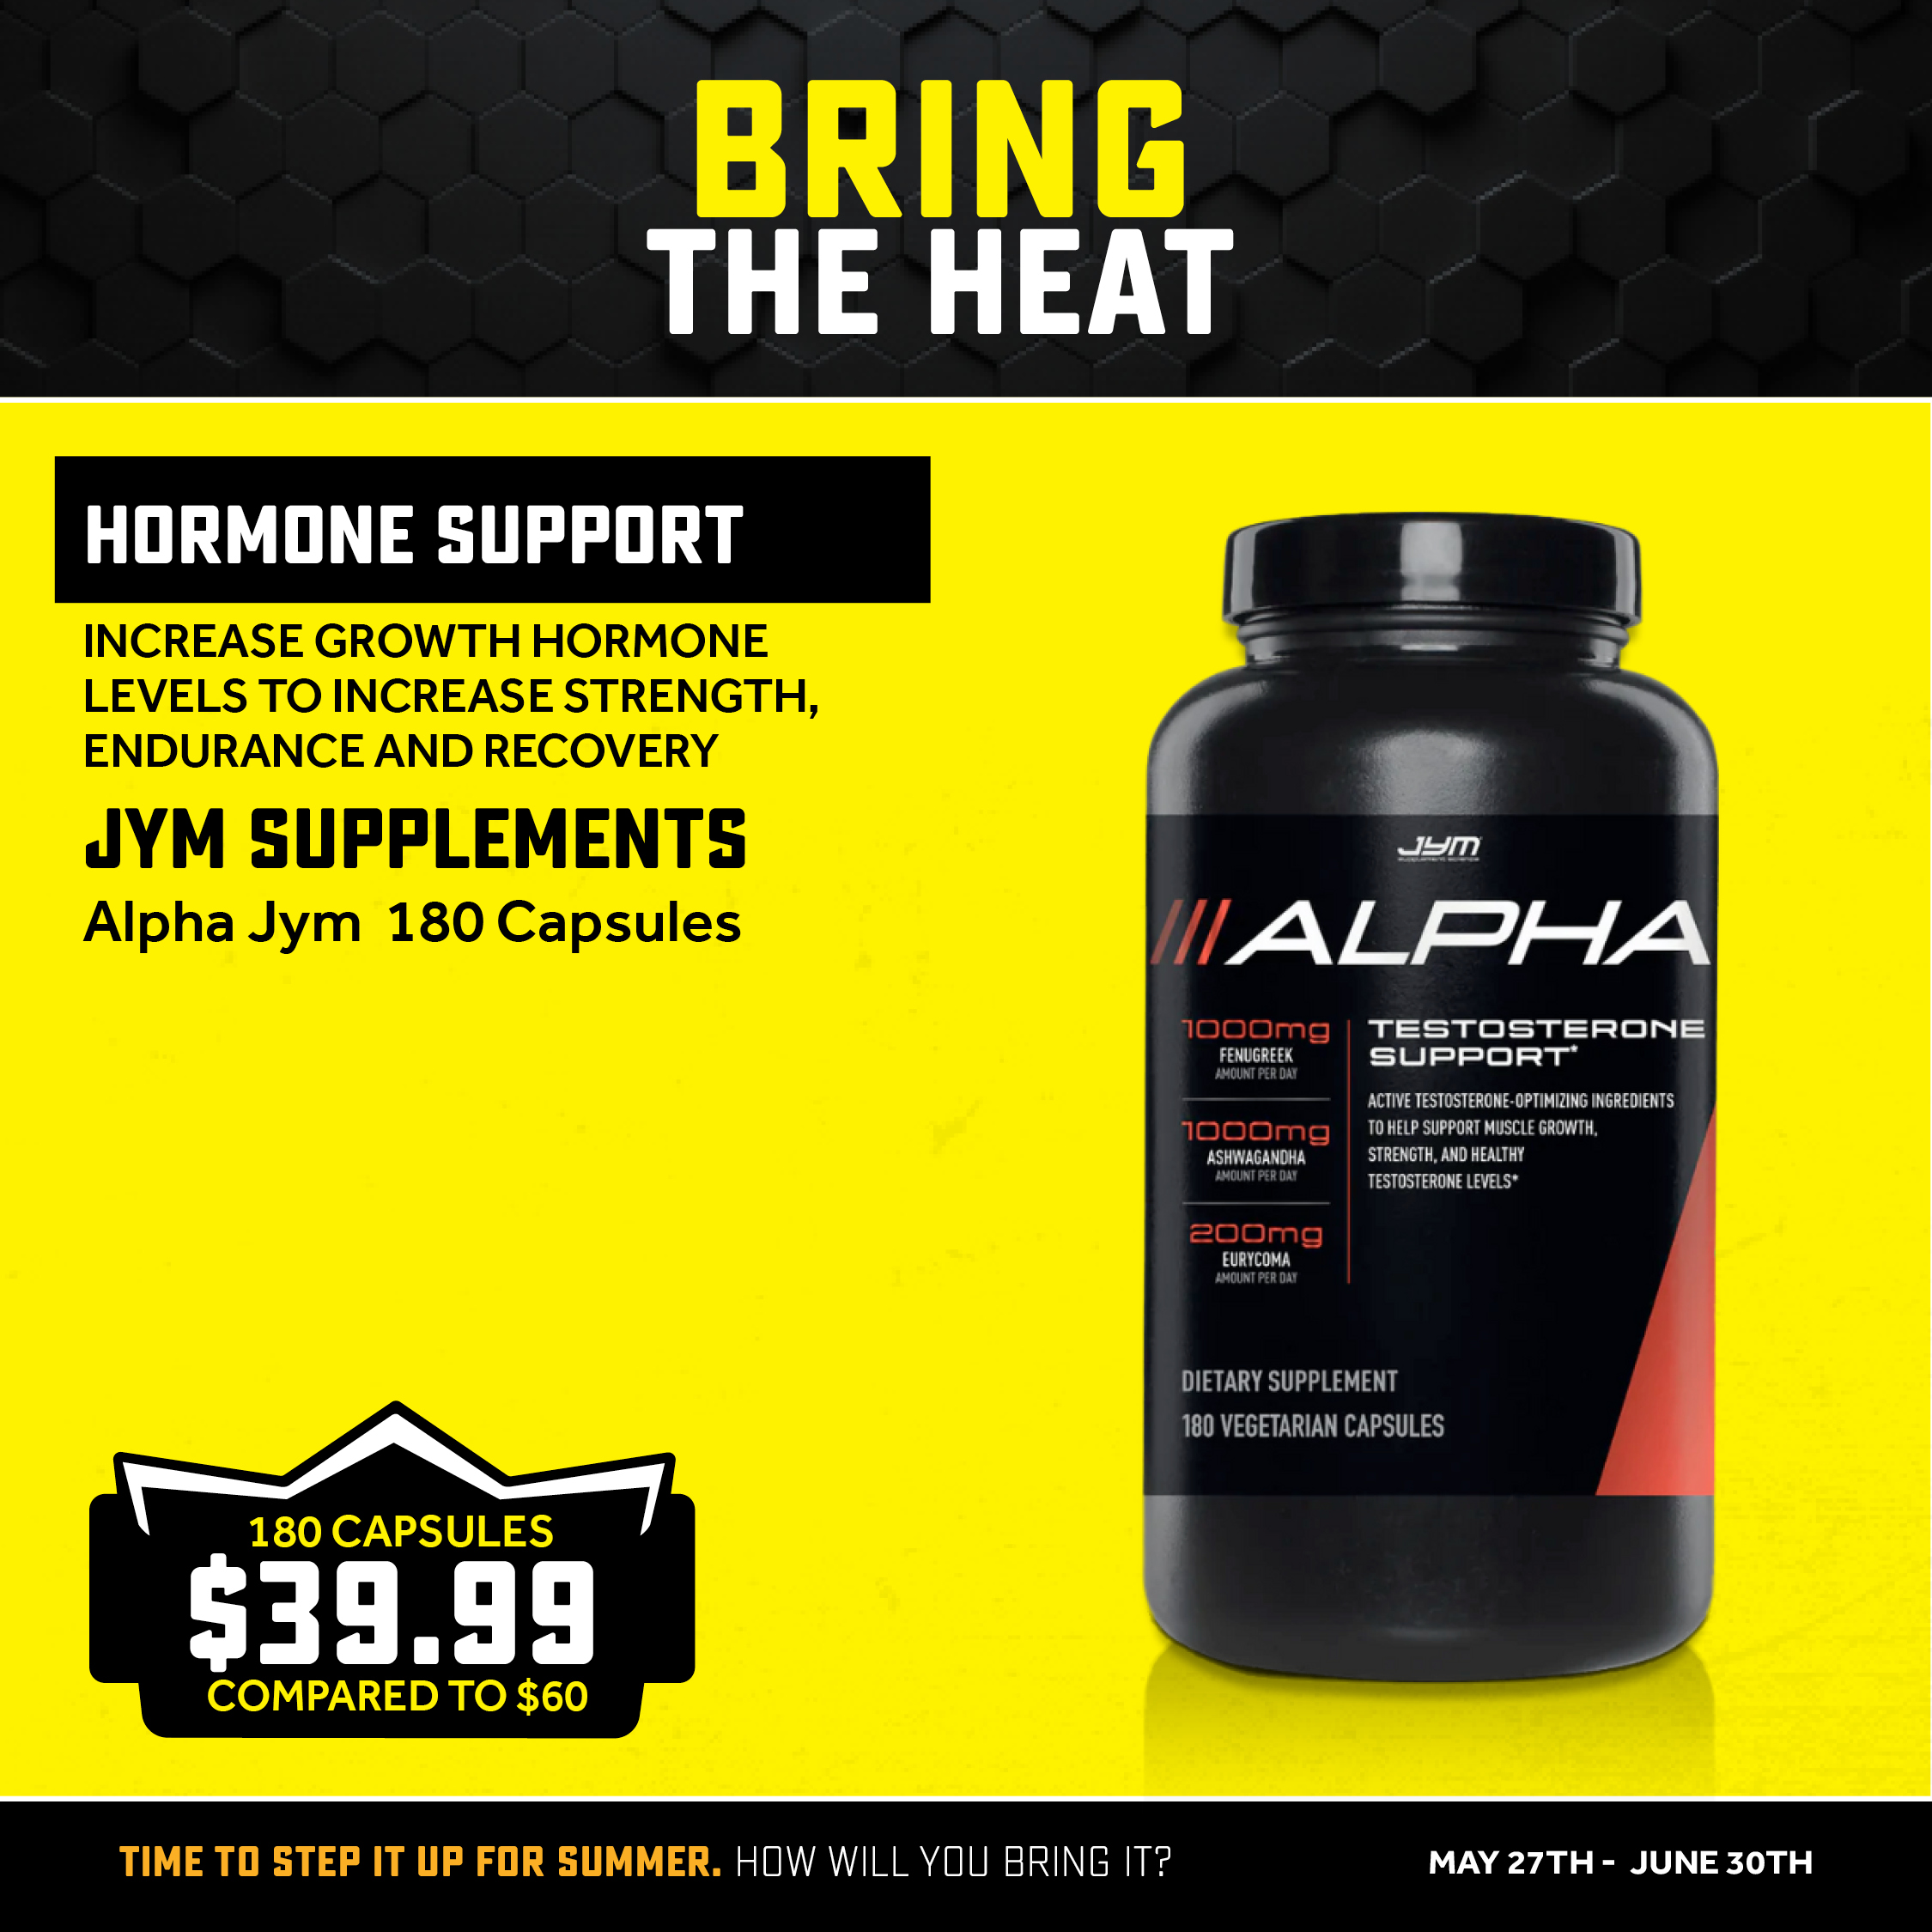 BRING
THE HEAT
HORMONE SUPPORT
INCREASE GROWTH HORMONE
LEVELS TO INCREASE STRENGTH,
ENDURANCE AND RECOVERY
JYM SUPPLEMENTS
Alpha Jym 180 Capsules
JYM
SUPPLEMENT SCIENCE
ALPHA
1000mg
FENUGREEK
AMOUNT PER DAY
1000mg
ASHWAGANDHA
AMOUNT PER DAY
200mg
EURYCOMA
AMOUNT PER DAY
TESTOSTERONE
SUPPORT*
ACTIVE TESTOSTERONE-OPTIMIZING INGREDIENTS
TO HELP SUPPORT MUSCLE GROWTH,
STRENGTH, AND HEALTHY
TESTOSTERONE LEVELS*
DIETARY SUPPLEMENT
180 VEGETARIAN CAPSULES
180 CAPSULES
$39.99
COMPARED TO $60
TIME TO STEP IT UP FOR SUMMER. HOW WILL YOU BRING IT?
MAY 27TH - JUNE 30TH